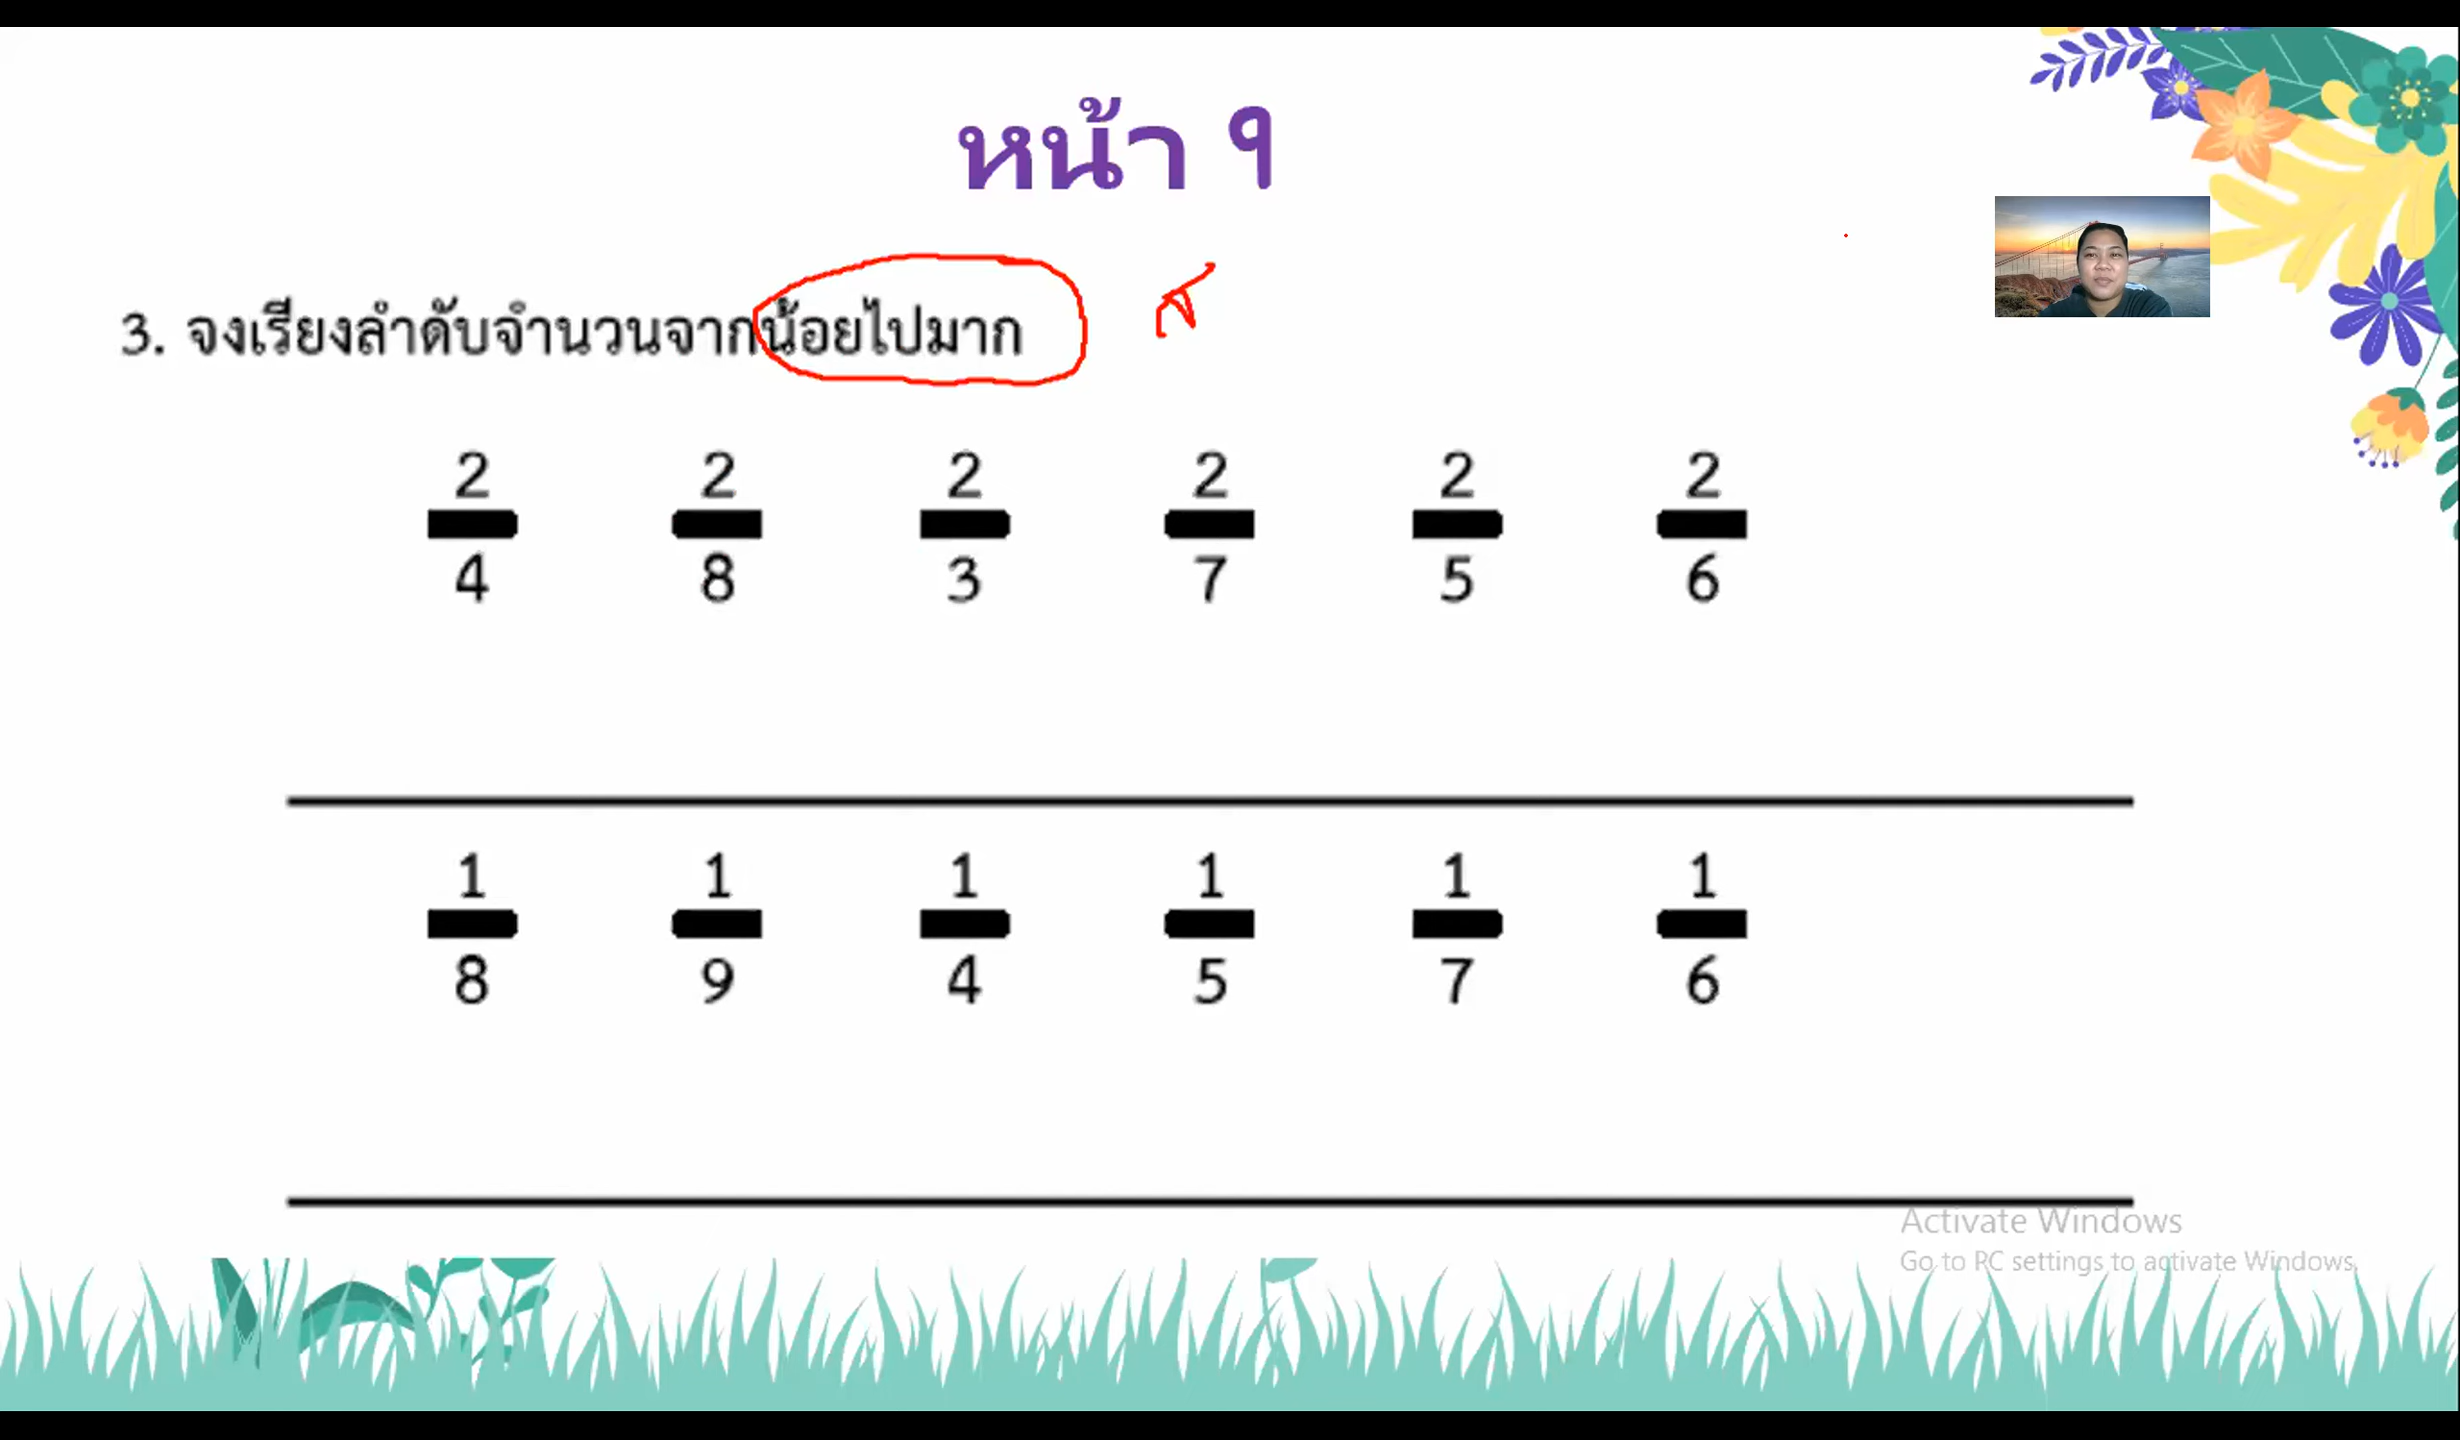 หน้า 9
3. จงเรียงลำดับจำนวนจากน้อยไปมาก
ส
2 2 2 2 2 2
4 8 3 7 5 6
1 1 1 1 1 1
8 9 4 5 7 6
Activate Windows
Go to PC settings to activate Windows.